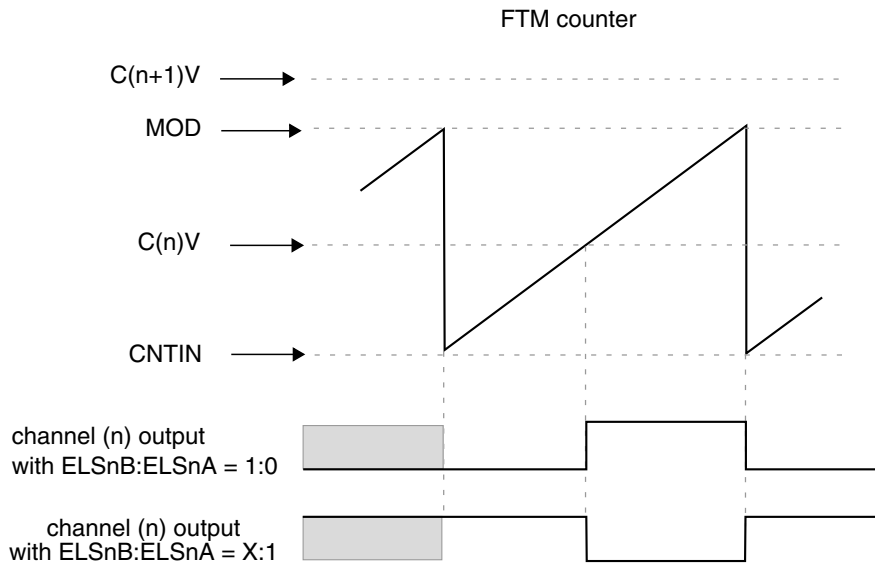 FTM counter
C(n+1)V
MOD
C(n)V
CNTIN
channel (n) output
with ELSnB:ELSnA = 1:0
channel (n) output
with ELSnB:ELSnA = X:1